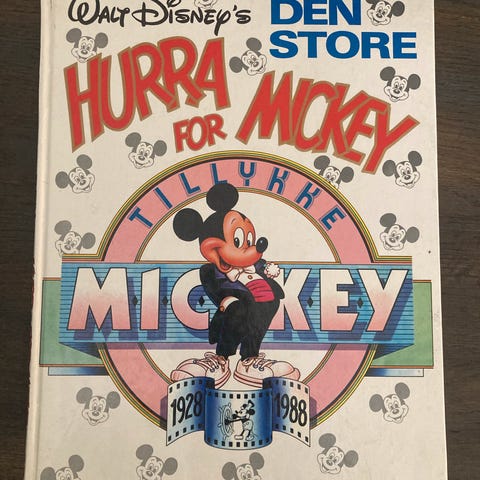 WALT DISNEY'S
DEN
STORE
HURRA
FOR MICKEY
TILLYKKE
MICKEY
1928 1988